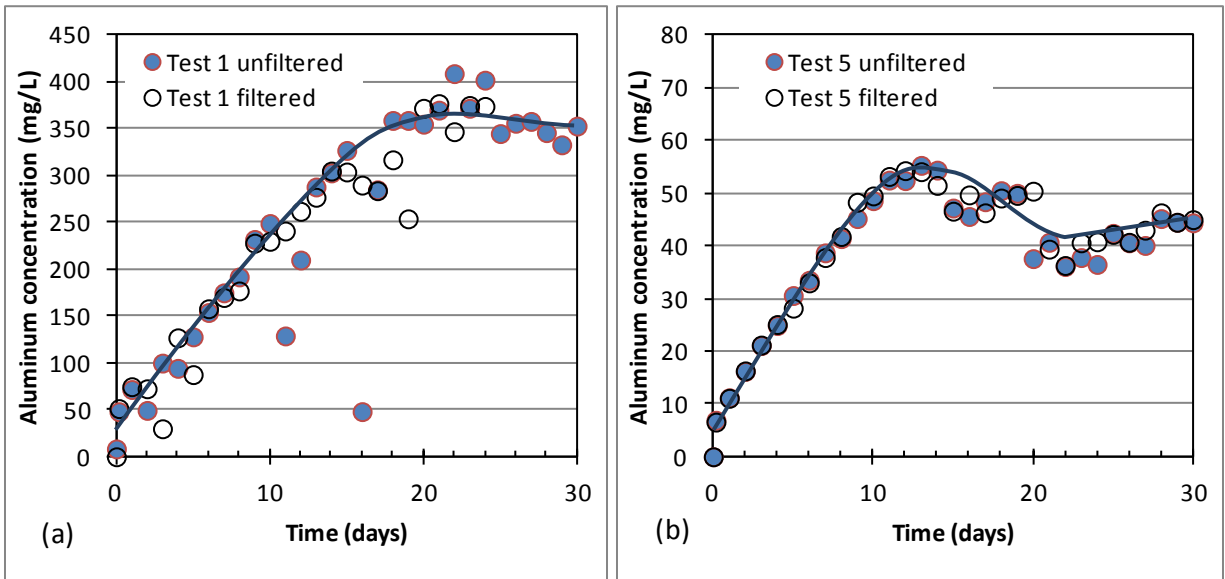 Aluminum concentration (mg/L)
450
400
350
300
250
200
150
100
50
0
Test 1 unfiltered
Test 1 filtered
0 10 20 30
Time (days)
(a)
Aluminum concentration (mg/L)
80
70
60
50
40
30
20
10
0
Test 5 unfiltered
Test 5 filtered
0 10 20 30
Time (days)
(b)